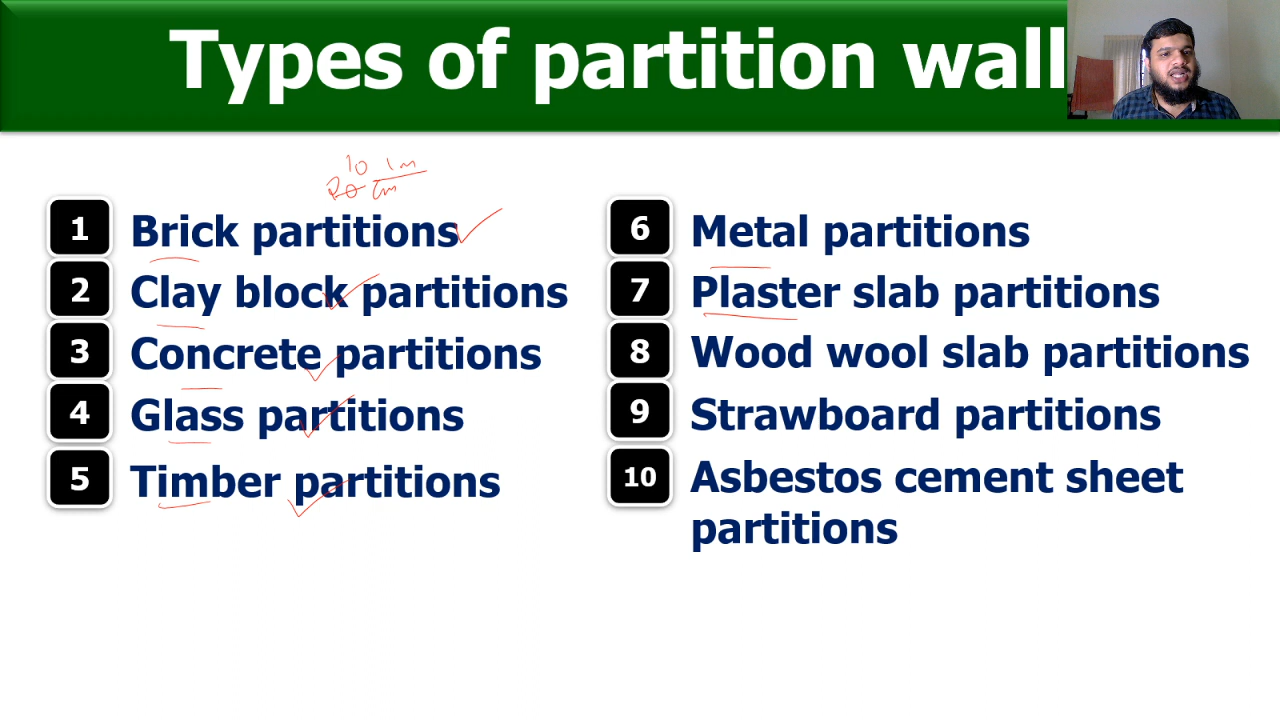 Types of partition wall
10 1m
1 Brick partitions
2 Clay block partitions
3 Concrete partitions
4 Glass partitions
5 Timber partitions
6 Metal partitions
7 Plaster slab partitions
8 Wood wool slab partitions
9 Strawboard partitions
10 Asbestos cement sheet
partitions